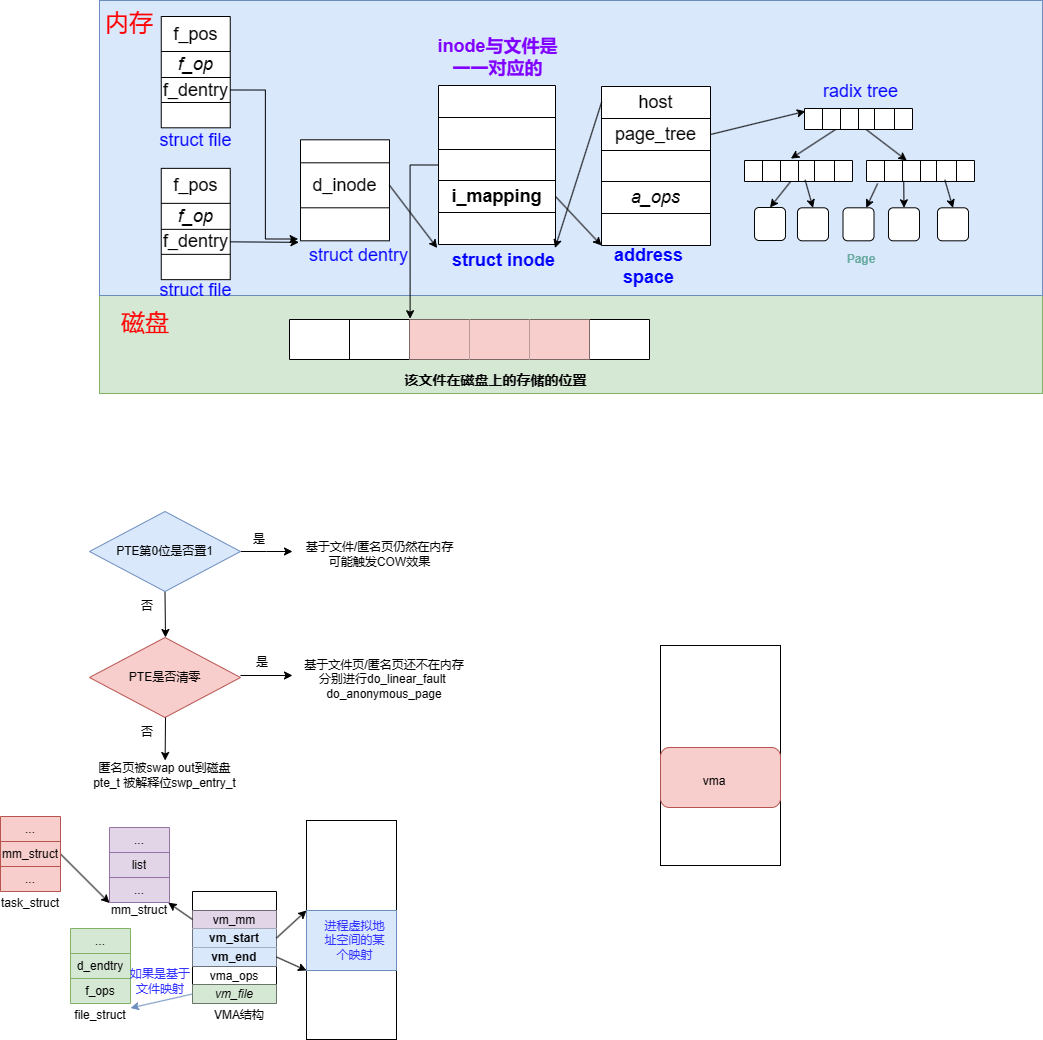 内存
f_pos
f_op
f_dentry
struct file
f_pos
f_op
f_dentry
struct file
d_inode
struct dentry
inode与文件是
一一对应的
i_mapping
struct inode
host
page_tree
a_ops
address
space
radix tree
Page
磁盘
该文件在磁盘上的存储的位置
PTE第0位是否置1
是
基于文件/匿名页仍然在内存
可能触发COW效果
否
PTE是否清零
是
基于文件页/匿名页还不在内存
分别进行do_linear_fault
do_anonymous_page
否
匿名页被swap out到磁盘
pte_t 被解释位swp_entry_t
vma
...
mm_struct
...
task_struct
...
list
...
mm_struct
...
d_endtry
f_ops
file_struct
如果是基于
文件映射
vm_mm
vm_start
vm_end
vma_ops
vm_file
VMA结构
进程虚拟地
址空间的某
个映射